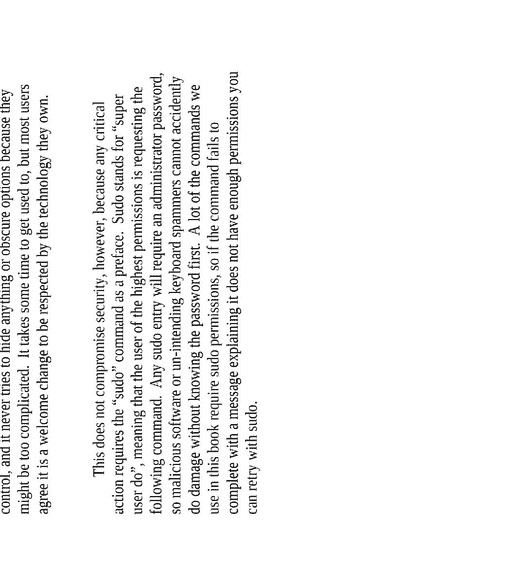 control, and it never tries to hide anything or obscure options because they
might be too complicated.  It takes some time to get used to, but most users
agree it is a welcome change to be respected by the technology they own.
This does not compromise security, however, because any critical
action requires the “sudo” command as a preface.  Sudo stands for “super
user do”, meaning that the user of the highest permissions is requesting the
following command.  Any sudo entry will require an administrator password,
so malicious software or un-intending keyboard spammers cannot accidently
do damage without knowing the password first.  A lot of the commands we
use in this book require sudo permissions, so if the command fails to
complete with a message explaining it does not have enough permissions you
can retry with sudo.